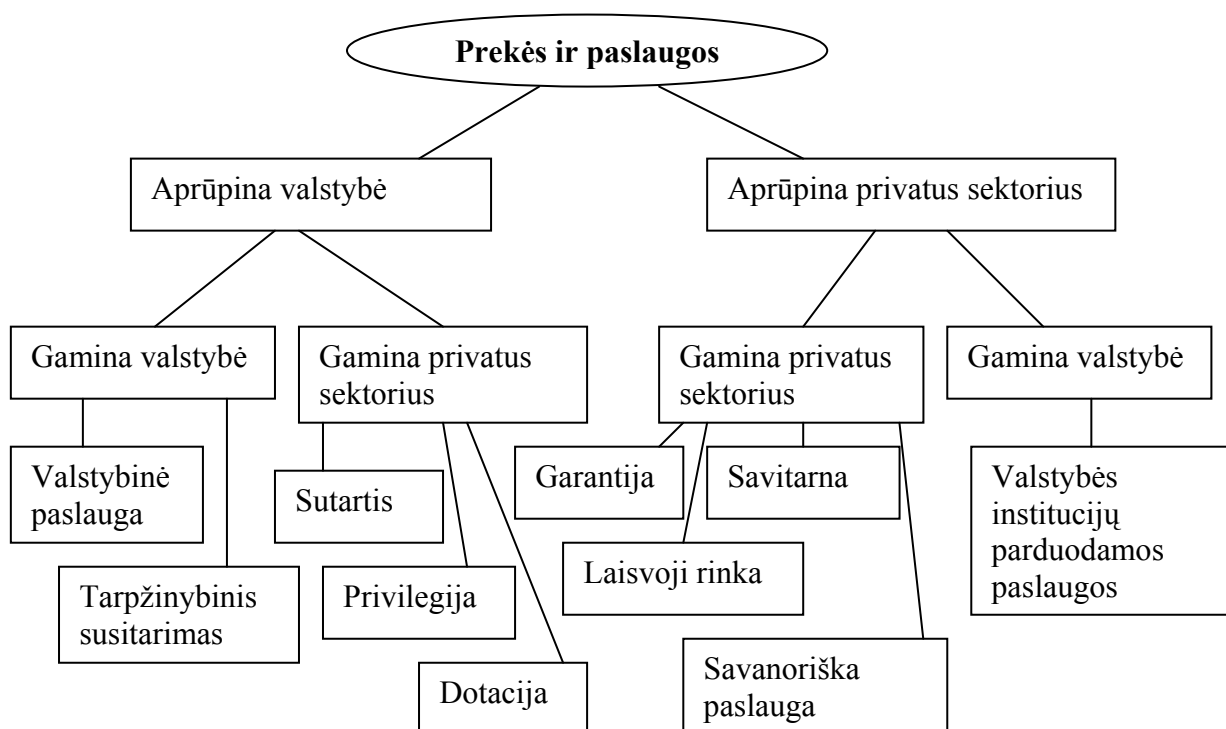 Prekės ir paslaugos
Aprūpina valstybė
Aprūpina privatus sektorius
Gamina valstybė
Gamina privatus
sektorius
Gamina privatus
sektorius
Gamina valstybė
Valstybinė
paslauga
Sutartis
Garantija
Savitarna
Valstybės
institucijų
parduodamos
paslaugos
Tarpžinybinis
susitarimas
Privilegija
Laisvoji rinka
Dotacija
Savanoriška
paslauga